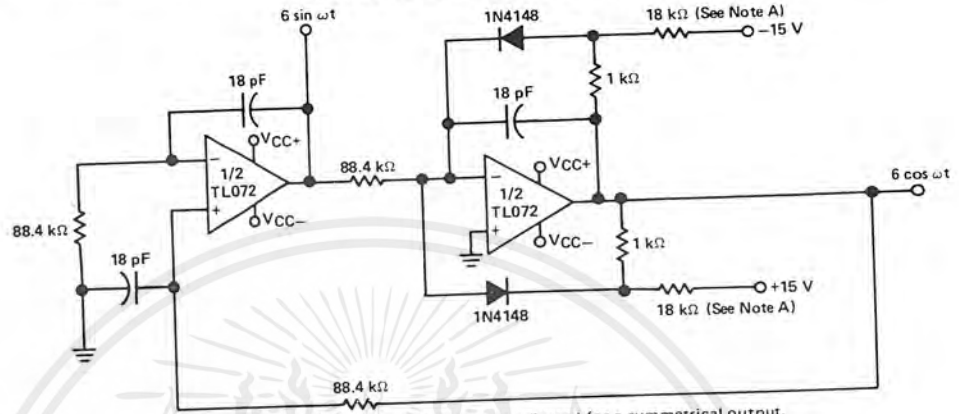 6 sin ωt
1N4148
18 kΩ (See Note A)
−15 V
18 pF
1 kΩ
18 pF
VCC+
−
1/2
TL072
+
VCC−
88.4 kΩ
88.4 kΩ
18 pF
VCC+
−
1/2
TL072
+
VCC−
6 cos ωt
1 kΩ
+15 V
18 kΩ (See Note A)
1N4148
88.4 kΩ
symmetrical output